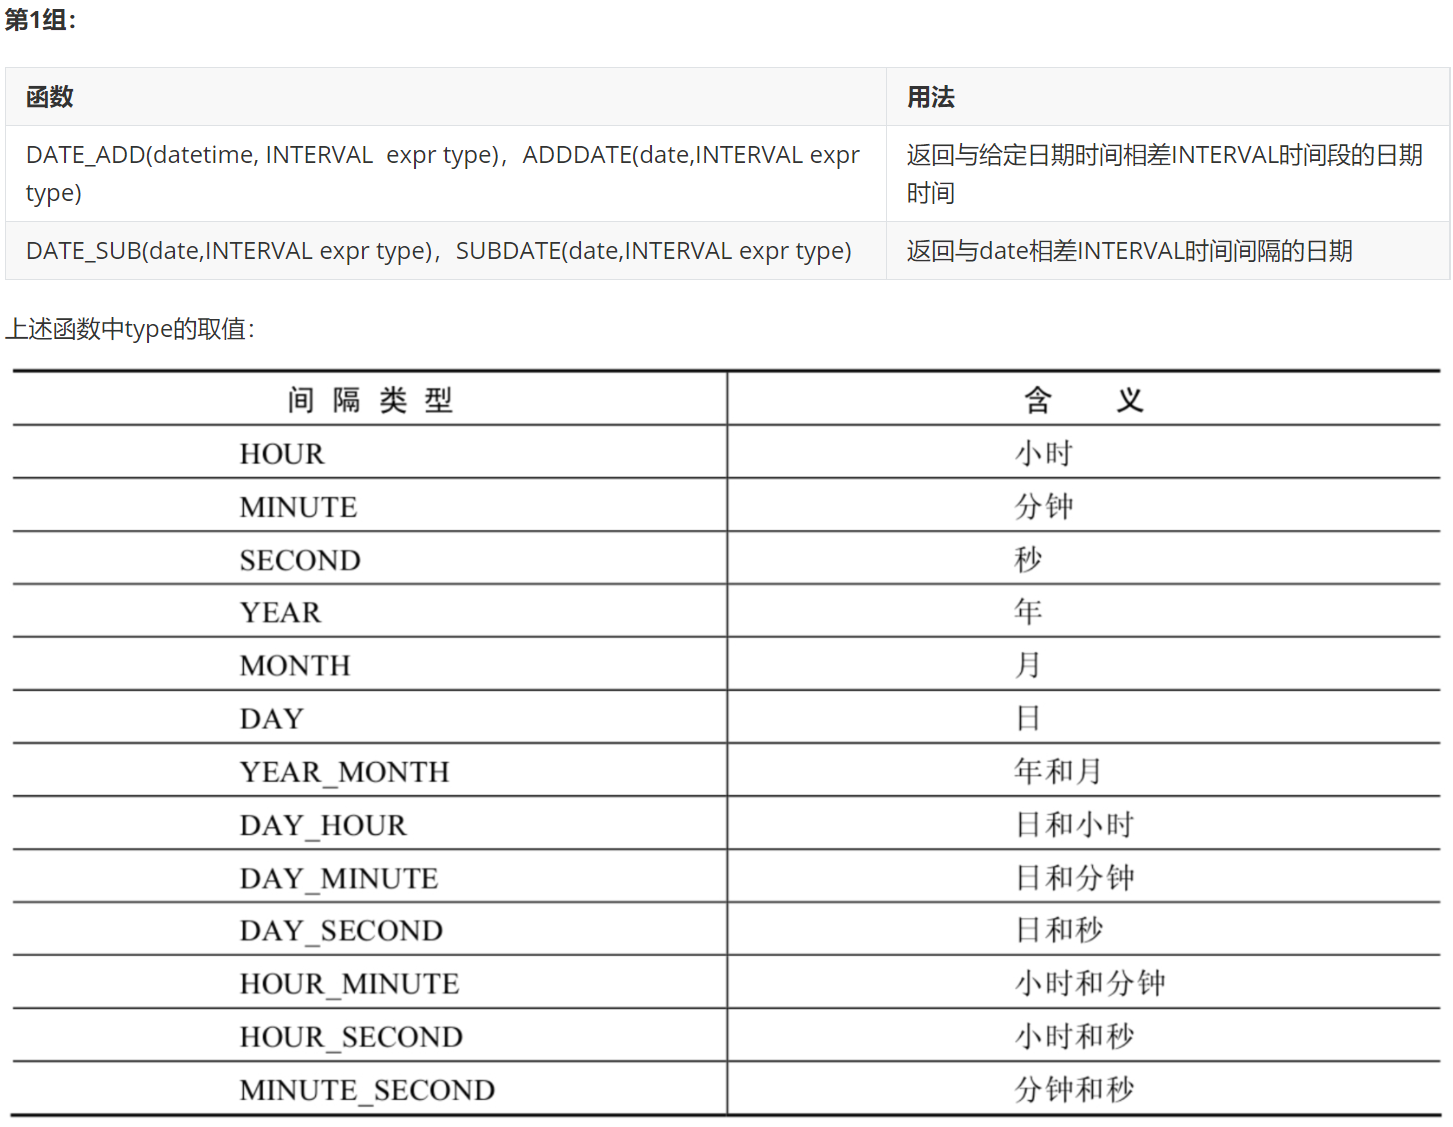 第1组：
函数 用法
DATE_ADD(datetime, INTERVAL  expr type)，ADDDATE(date,INTERVAL expr
type)
返回与给定日期时间相差INTERVAL时间段的日期
时间
DATE_SUB(date,INTERVAL expr type)，SUBDATE(date,INTERVAL expr type) 返回与date相差INTERVAL时间间隔的日期
上述函数中type的取值：
间隔类型 含义
HOUR 小时
MINUTE 分钟
SECOND 秒
YEAR 年
MONTH 月
DAY 日
YEAR_MONTH 年和月
DAY_HOUR 日和小时
DAY_MINUTE 日和分钟
DAY_SECOND 日和秒
HOUR_MINUTE 小时和分钟
HOUR_SECOND 小时和秒
MINUTE_SECOND 分钟和秒